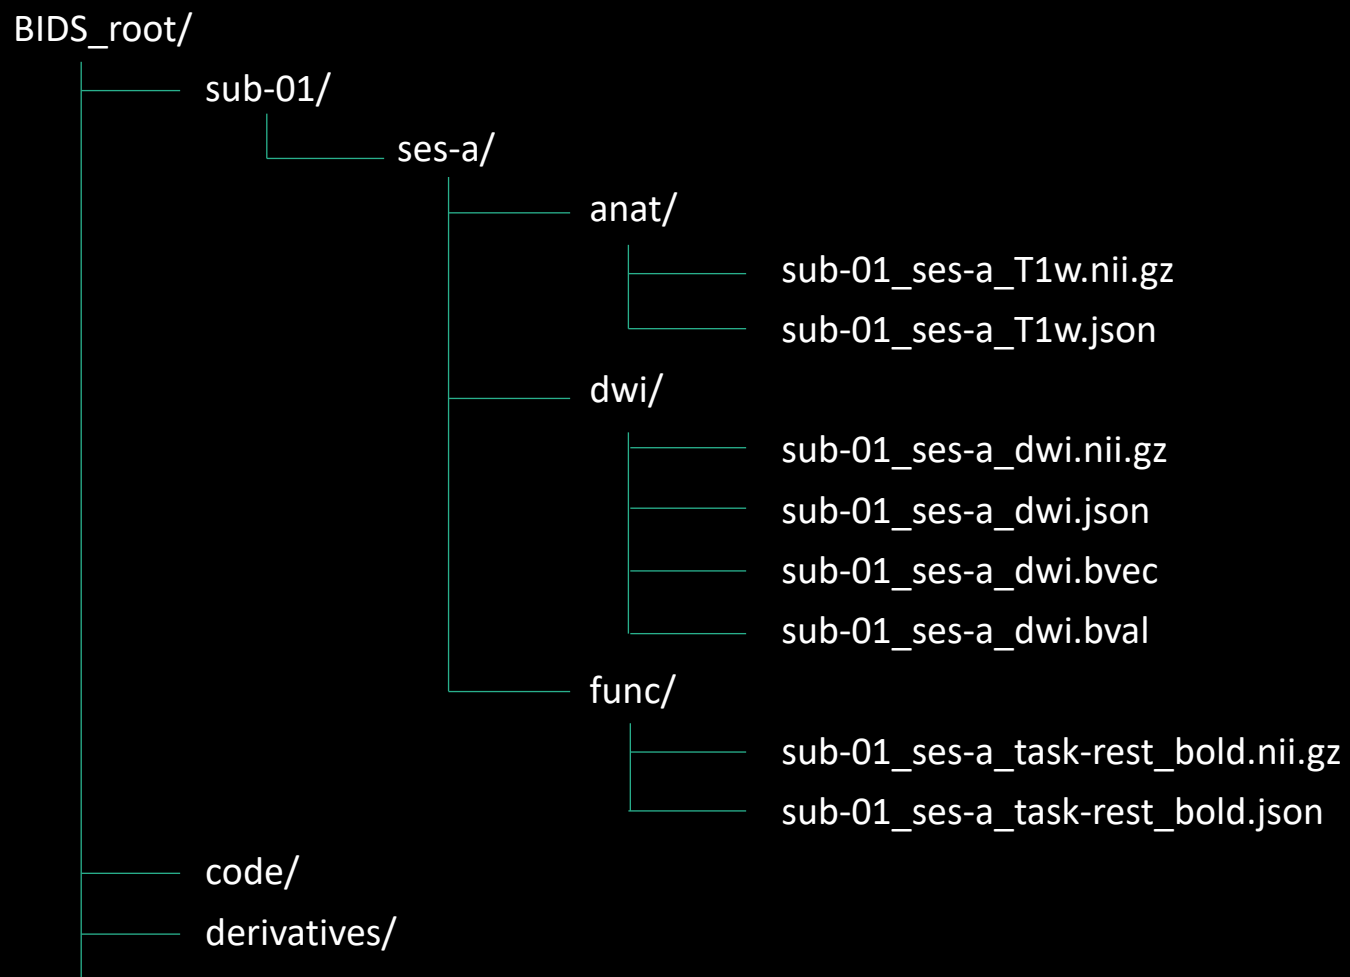 BIDS_root/
sub-01/
ses-a/
anat/
sub-01_ses-a_T1w.nii.gz
sub-01_ses-a_T1w.json
dwi/
sub-01_ses-a_dwi.nii.gz
sub-01_ses-a_dwi.json
sub-01_ses-a_dwi.bvec
sub-01_ses-a_dwi.bval
func/
sub-01_ses-a_task-rest_bold.nii.gz
sub-01_ses-a_task-rest_bold.json
code/
derivatives/